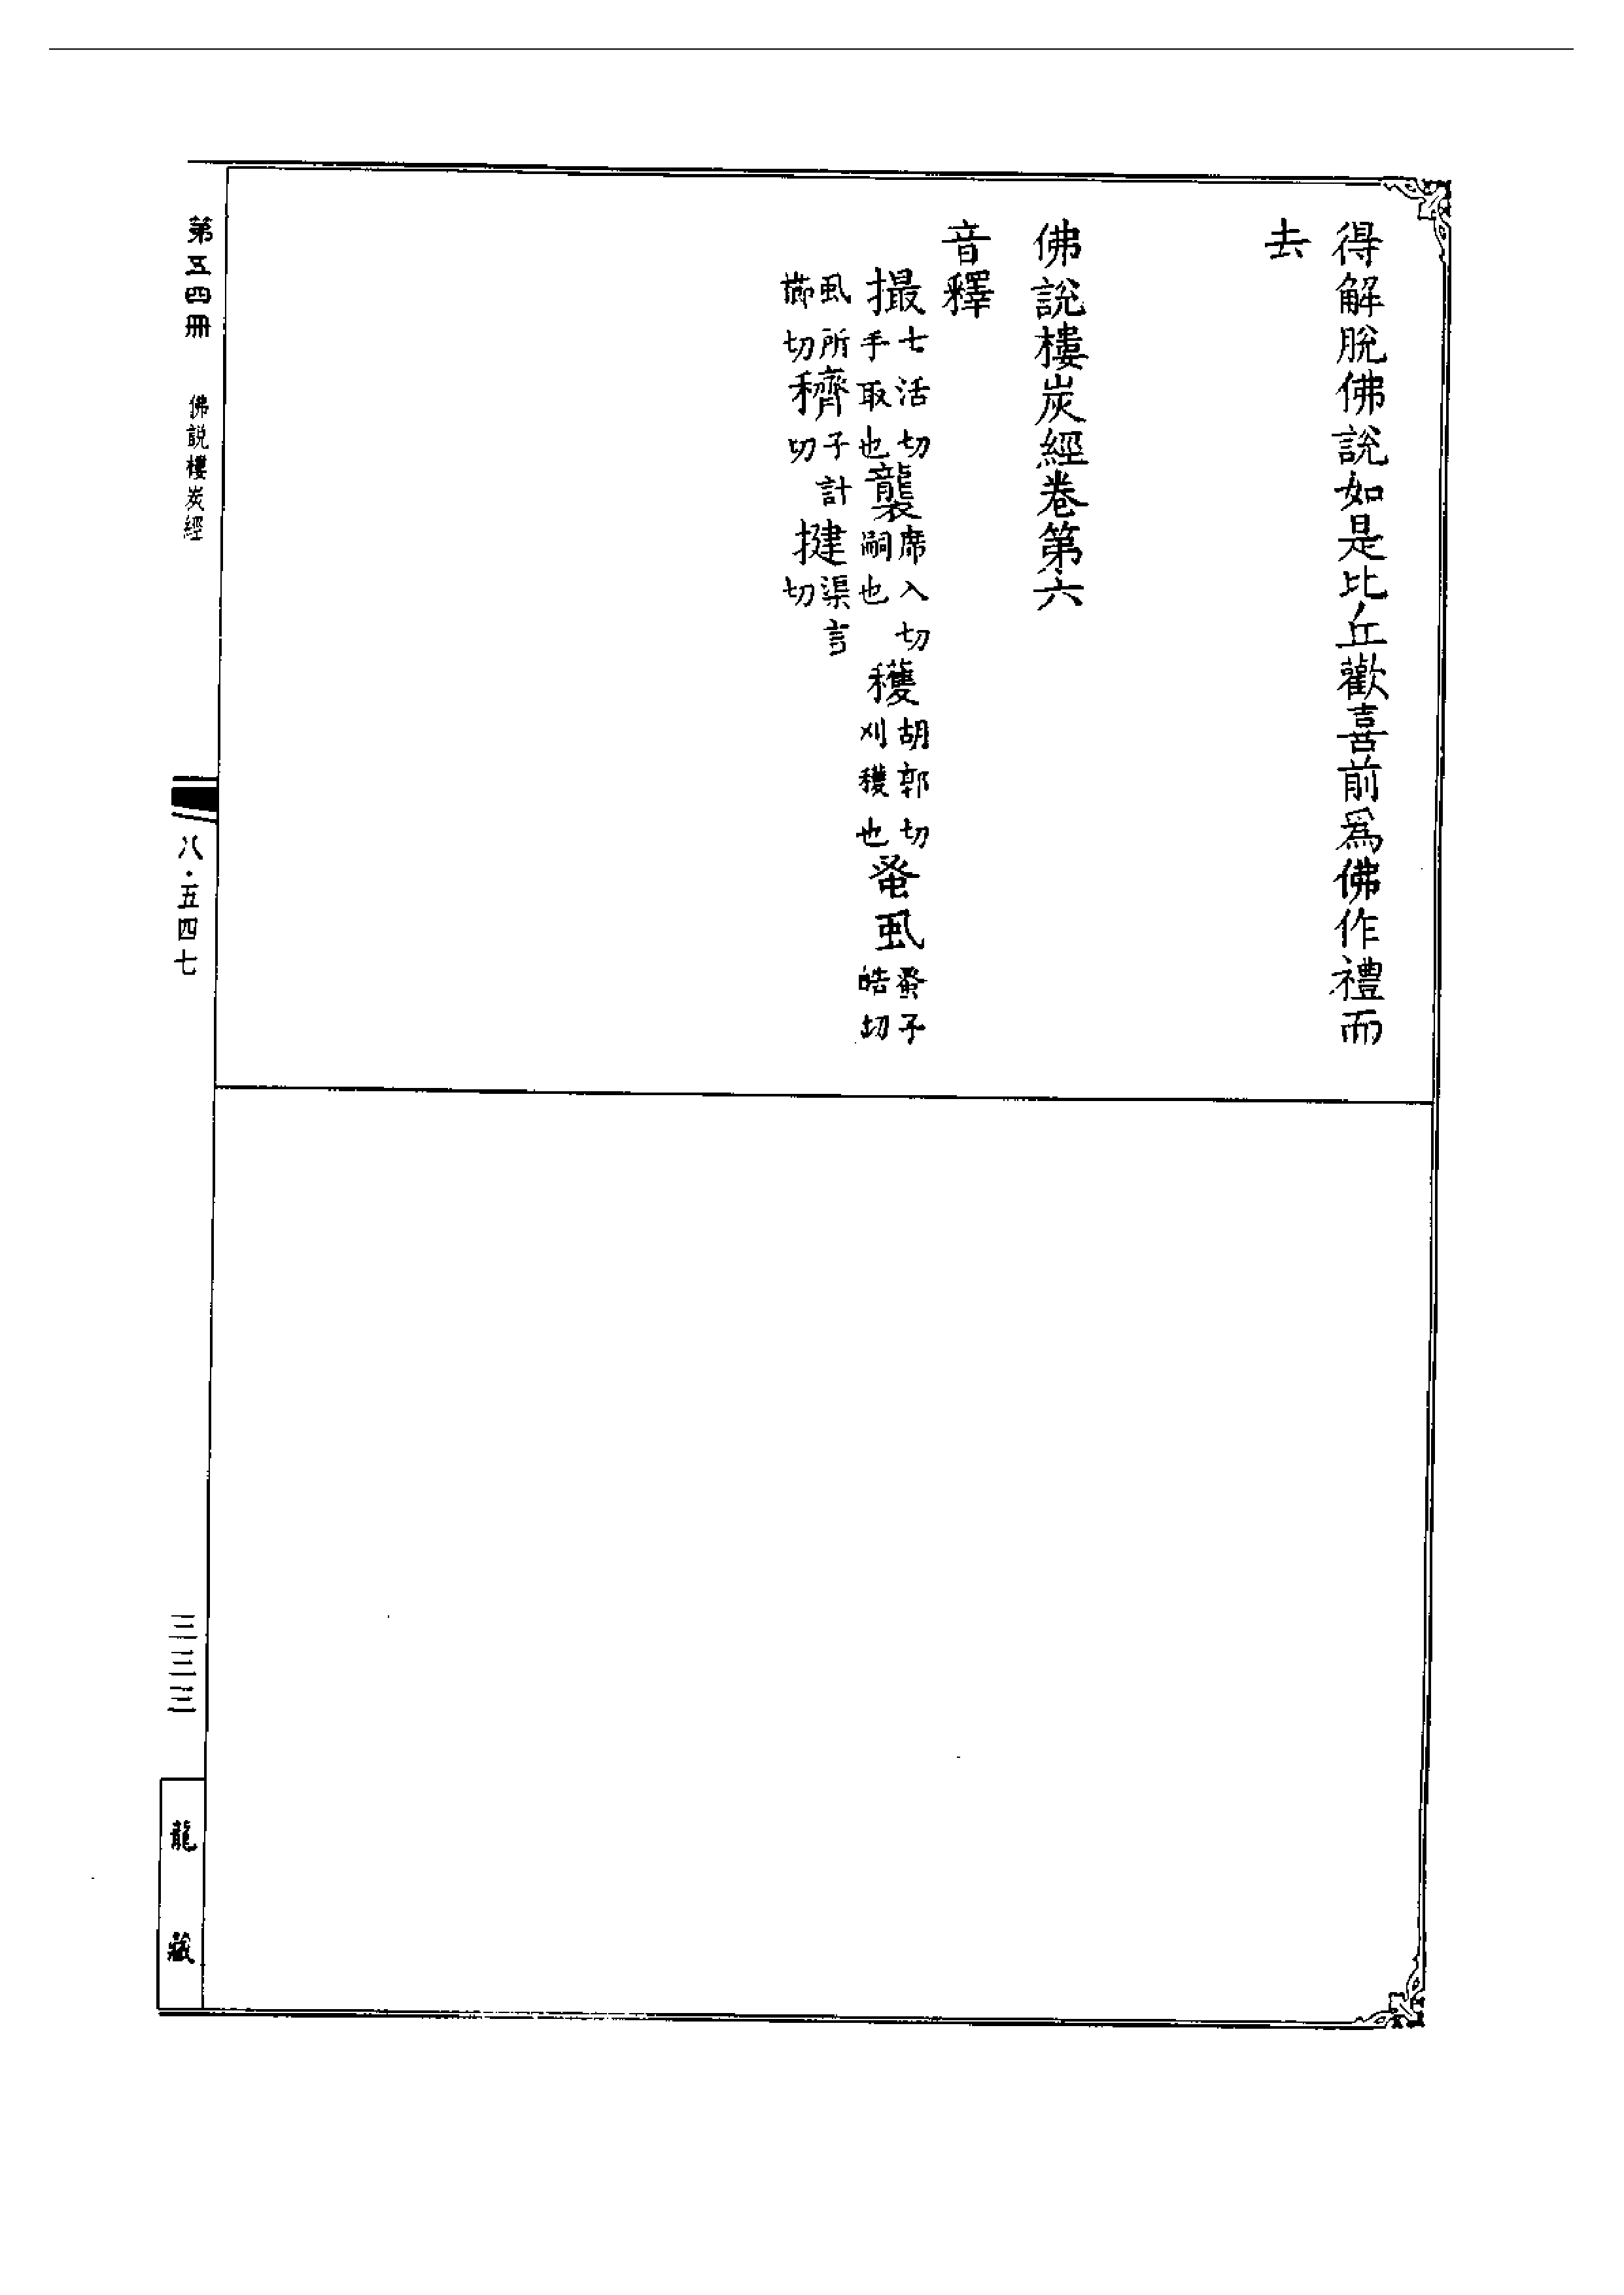 得解脫佛說如是比丘歡喜前爲佛作禮而
去
佛說樓炭經卷第六
音釋
撮七活切手取也襲席入切嗣也穫胡郭切刈穫也蚤虱蚤子皓切
虱所櫛切穧子計切揵渠言切
第五四冊 佛說樓炭經
八·五四七
三三三
龍藏